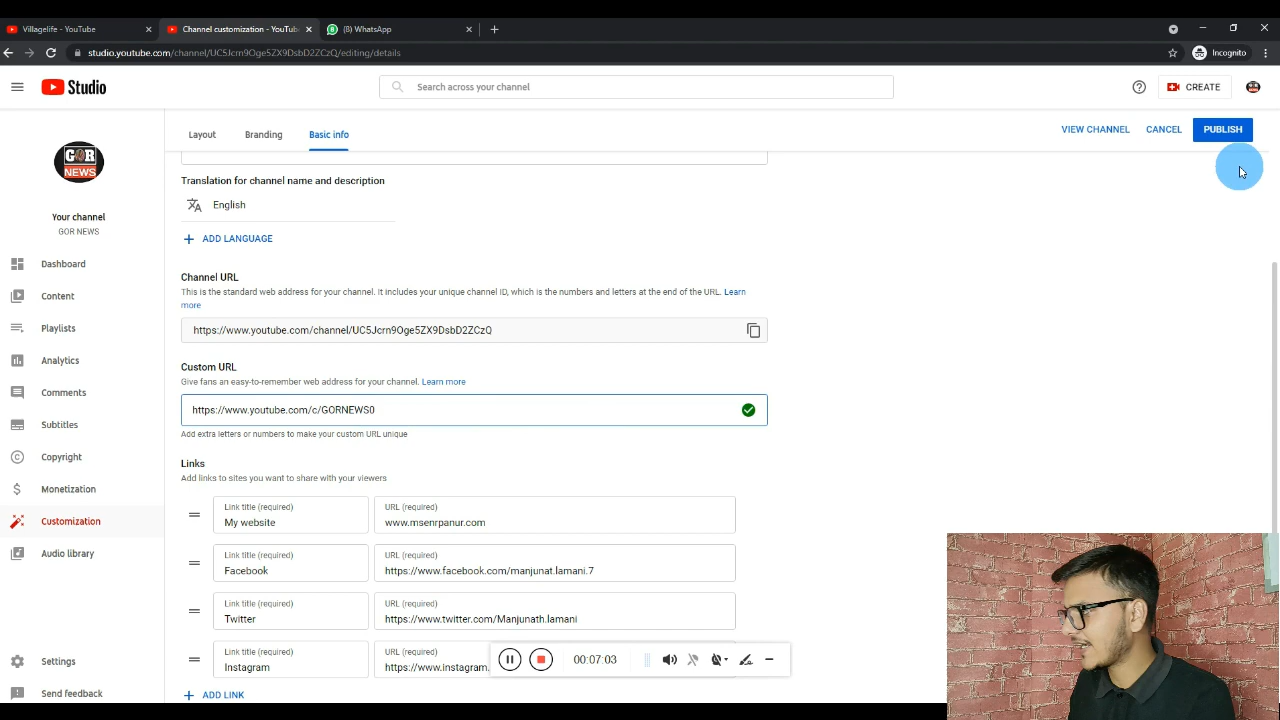 Villagelife - YouTube
Channel customization - YouTub
(8) WhatsApp
studio.youtube.com/channel/UC5Jcrn9Oge5ZX9DsbD2ZCzQ/editing/details
Incognito
Studio
Search across your channel
CREATE
GOR
NEWS
Your channel
GOR NEWS
Dashboard
Content
Playlists
Analytics
Comments
Subtitles
Copyright
Monetization
Customization
Audio library
Settings
Send feedback
Layout
Branding
Basic info
VIEW CHANNEL
CANCEL
PUBLISH
Translation for channel name and description
English
ADD LANGUAGE
Channel URL
This is the standard web address for your channel. It includes your unique channel ID, which is the numbers and letters at the end of the URL. Learn
more
https://www.youtube.com/channel/UC5Jcrn9Oge5ZX9DsbD2ZCzQ
Custom URL
Give fans an easy-to-remember web address for your channel. Learn more
https://www.youtube.com/c/GORNEWS0
Add extra letters or numbers to make your custom URL unique
Links
Add links to sites you want to share with your viewers
Link title (required)
My website
URL (required)
www.msenrpanur.com
Link title (required)
Facebook
URL (required)
https://www.facebook.com/manjunat.lamani.7
Link title (required)
Twitter
URL (required)
https://www.twitter.com/Manjunath.lamani
Link title (required)
Instagram
URL (required)
https://www.instagram.
ADD LINK
00:07:03